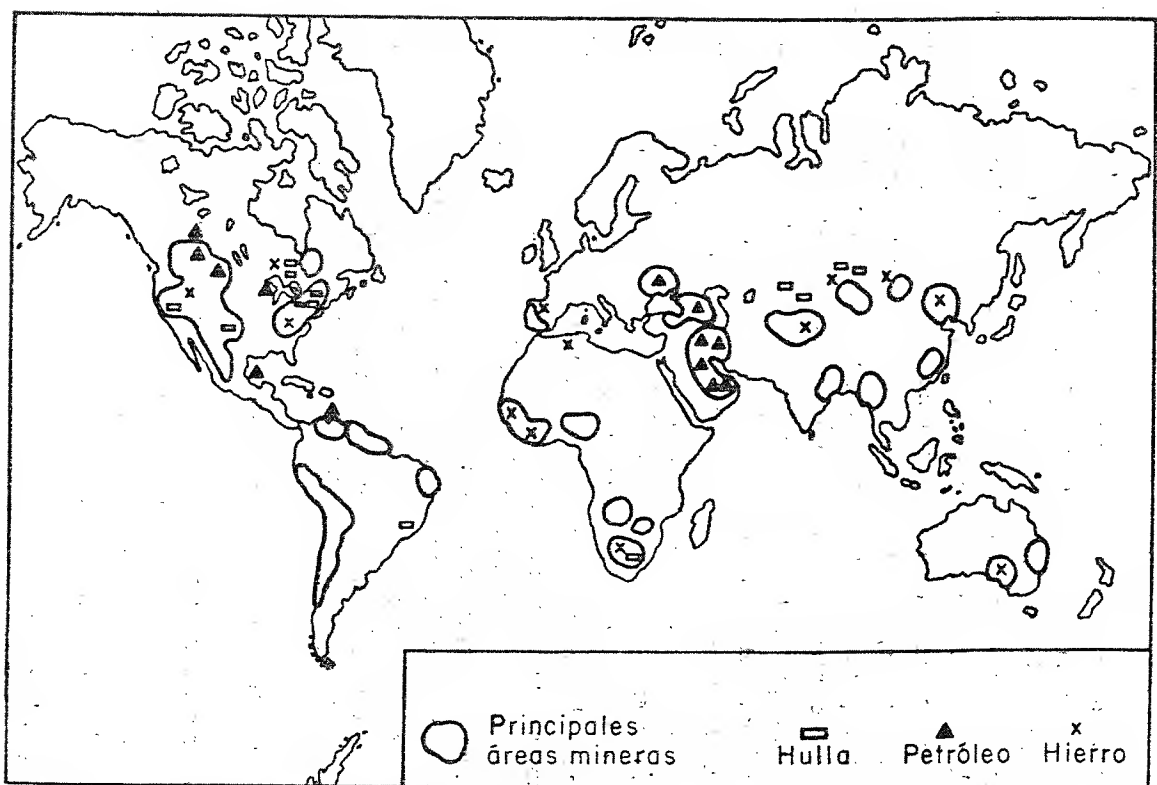 Principales
áreas mineras
Hulla
Petróleo
Hierro